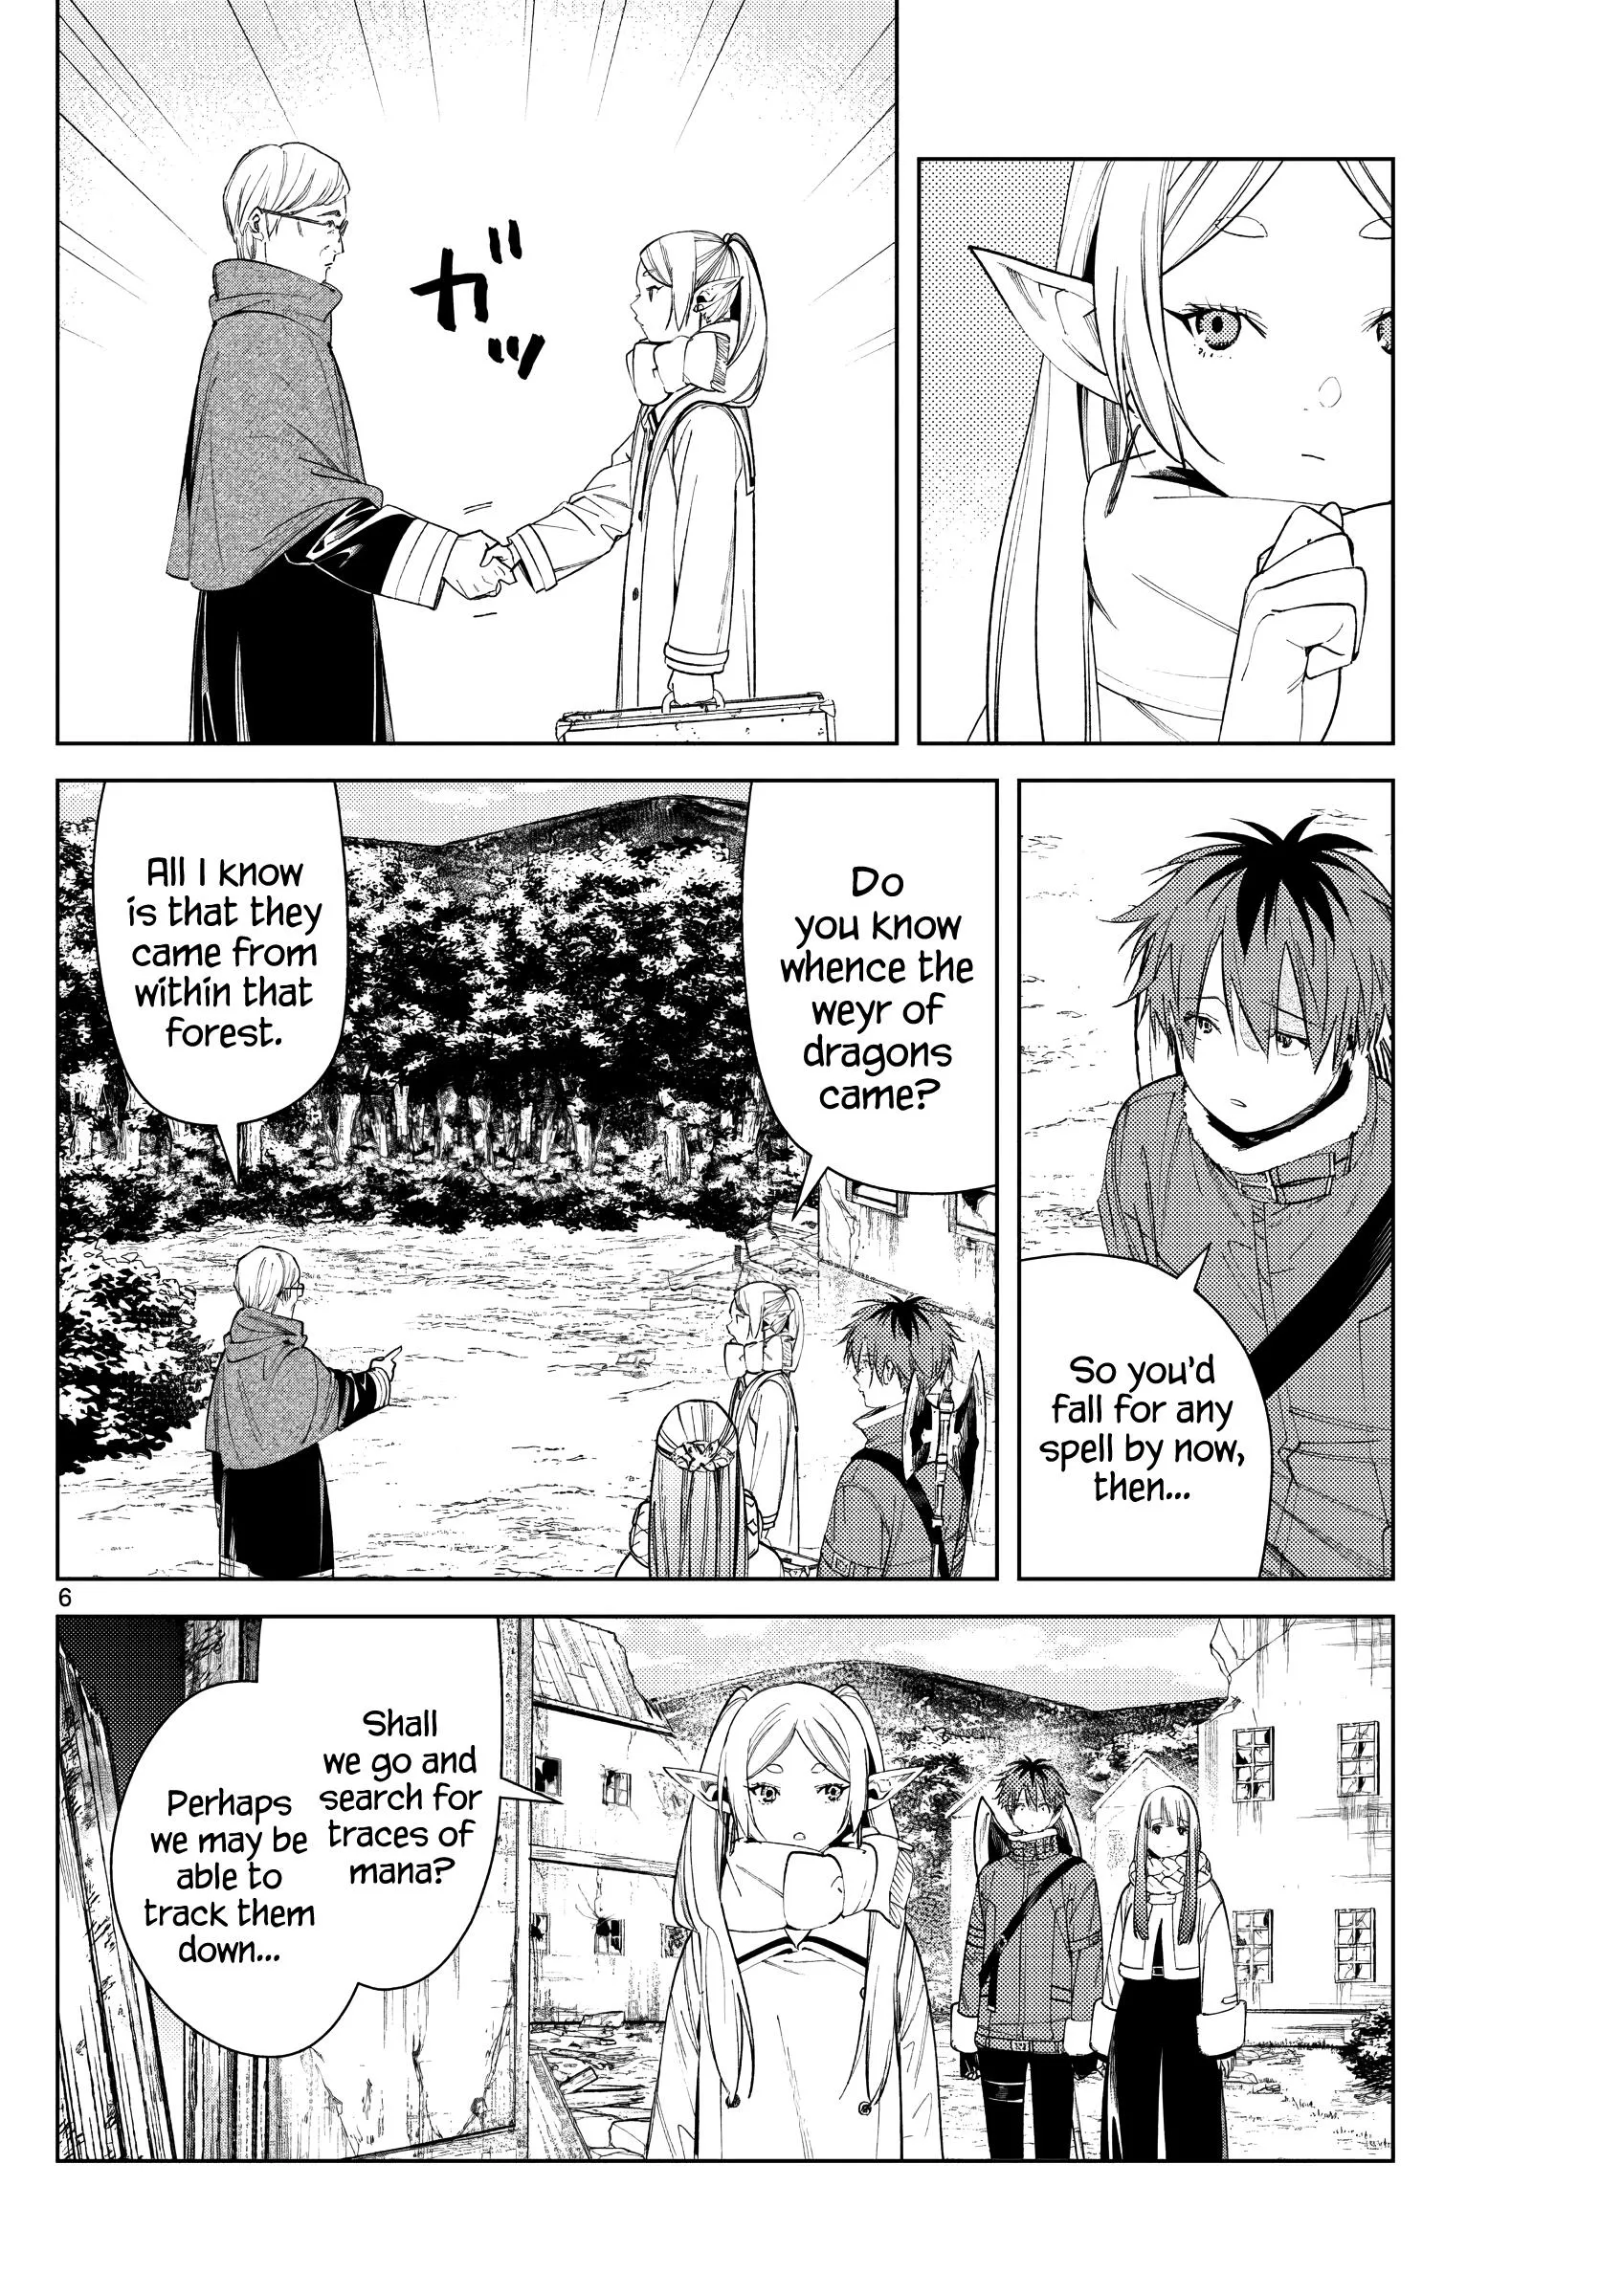 ガッ
So you'd
fall for any
spell by now,
then...
Do
you know
whence the
weyr of
dragons
came?
All I know
is that they
came from
within that
forest.
6
Shall
we go and
search for
traces of
mana?
Perhaps
we may be
able to
track them
down...